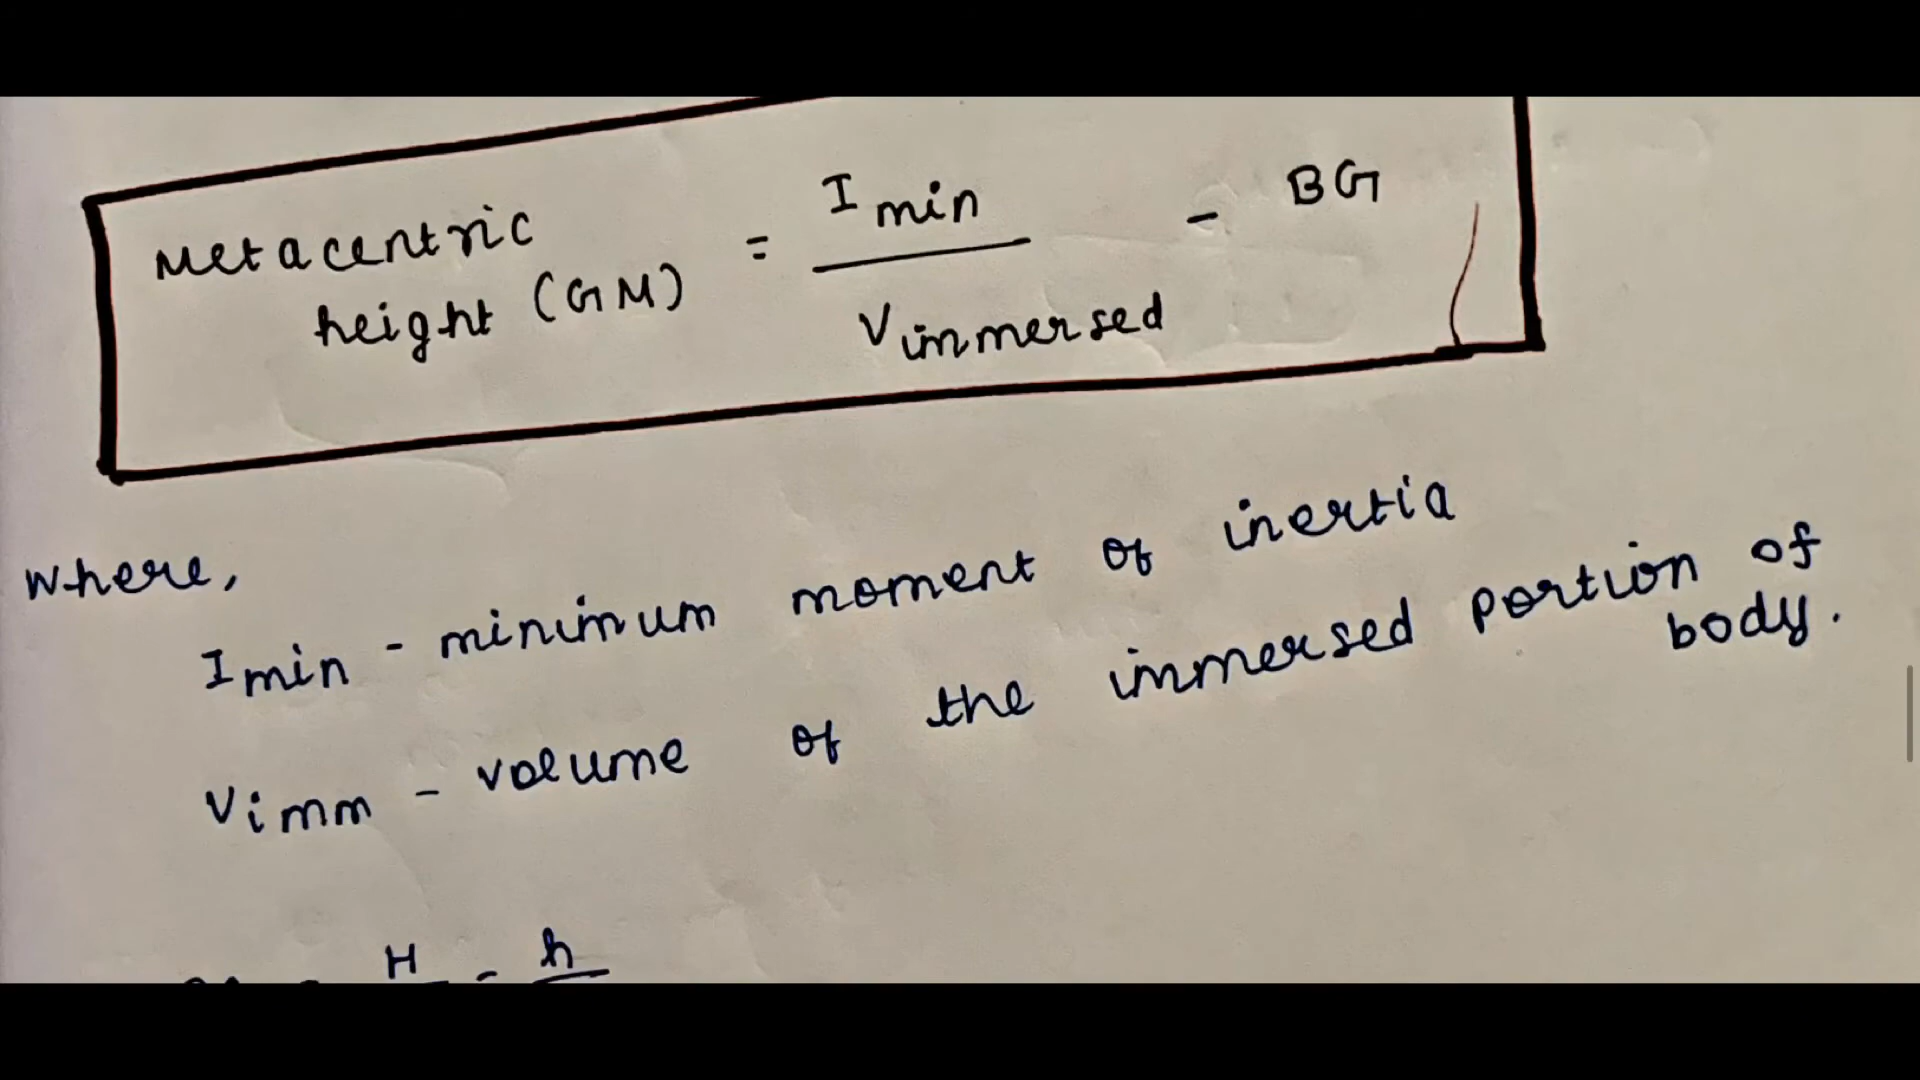 Metacentric height (GM) = I min / V immersed - BG
where,
I min - minimum moment of inertia
V imm - volume of the immersed portion of body.
H - h